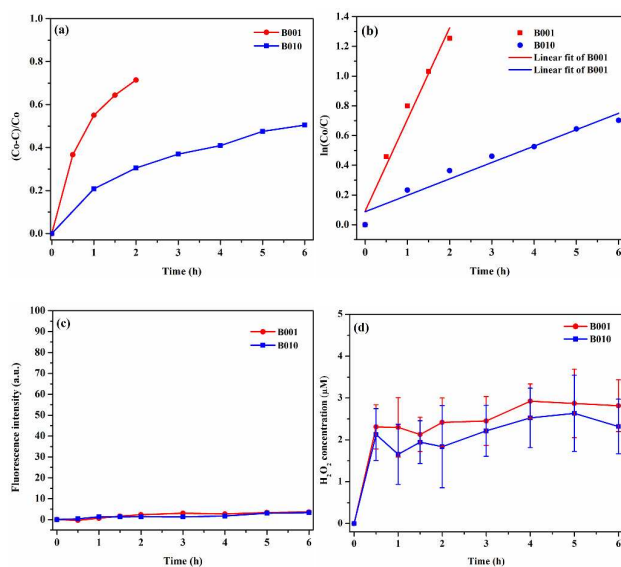 (a)
B001
B010
(Co-C)/Co
0.0
0.2
0.4
0.6
0.8
1.0
0 1 2 3 4 5 6
Time (h)
(b)
B001
B010
Linear fit of B001
Linear fit of B001
ln(Co/C)
0.0
0.2
0.4
0.6
0.8
1.0
1.2
1.4
0 1 2 3 4 5 6
Time (h)
(c)
B001
B010
Fluorescence intensity (a.u.)
0
10
20
30
40
50
60
70
80
90
100
0 1 2 3 4 5 6
Time (h)
(d)
B001
B010
H₂O₂ concentration (μM)
0
1
2
3
4
5
0 1 2 3 4 5 6
Time (h)